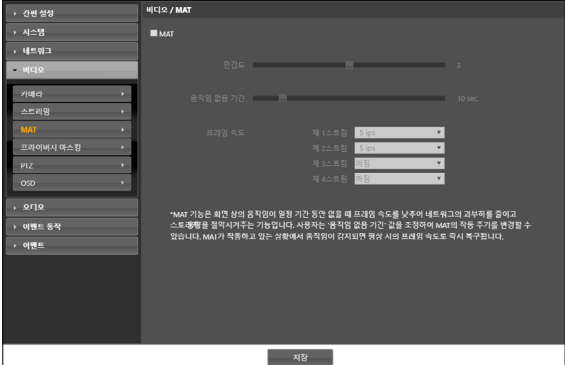 간편 설정
시스템
네트워크
비디오
카메라
스트리밍
MAT
프라이버시 마스킹
PTZ
OSD
오디오
이벤트 동작
이벤트
비디오 / MAT
MAT
민감도 3
움직임 없음 기간 10 sec.
프레임 속도
제 1스트림 5 ips
제 2스트림 5 ips
제 3스트림 꺼짐
제 4스트림 꺼짐
*MAT 기능은 화면 상의 움직임이 일정 기간 동안 없을 때 프레임 속도를 낮추어 네트워크의 과부하를 줄이고
절약시켜주는 기능입니다. 사용자는 '움직임 없음 기간' 값을 조정하여 MAT의 작동 주기를 변경할 수
있습니다. MAT가 작동하고 있는 상황에서 움직임이 감지되면 평상 시의 프레임 속도로 즉시 복구됩니다.
저장